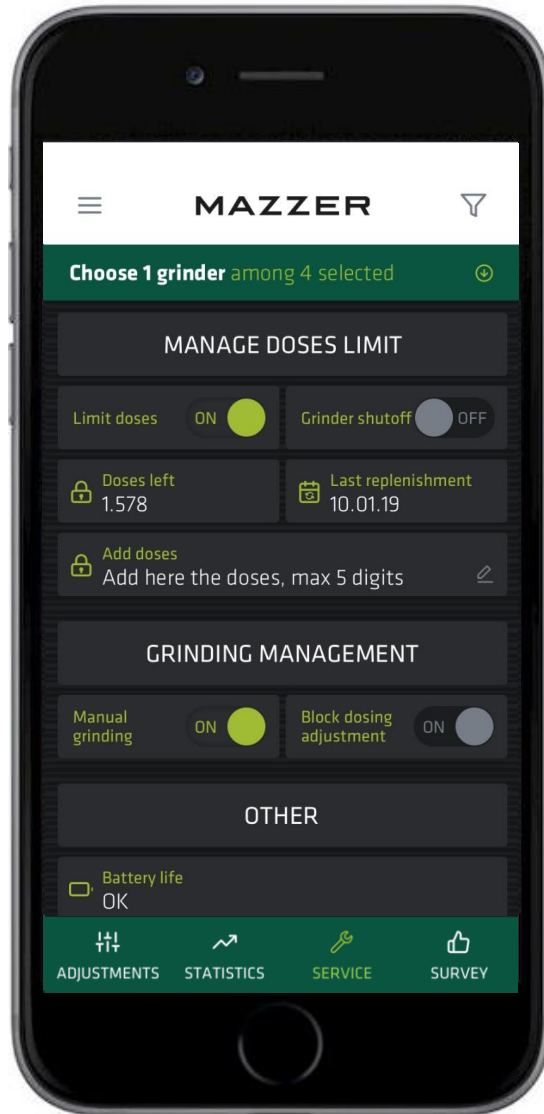 MAZZER
Choose 1 grinder among 4 selected
MANAGE DOSES LIMIT
Limit doses ON
Grinder shutoff OFF
Doses left
1.578
Last replenishment
10.01.19
Add doses
Add here the doses, max 5 digits
GRINDING MANAGEMENT
Manual
grinding
ON
Block dosing
adjustment
ON
OTHER
Battery life
OK
ADJUSTMENTS STATISTICS SERVICE SURVEY